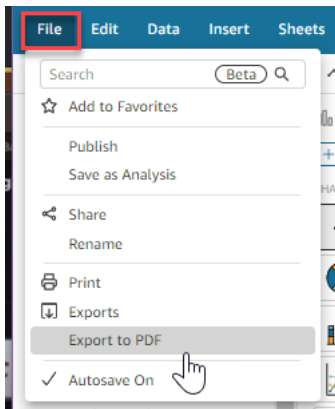 File Edit Data Insert Sheets
Search Beta
Add to Favorites
Publish
Save as Analysis
Share
Rename
Print
Exports
Export to PDF
Autosave On